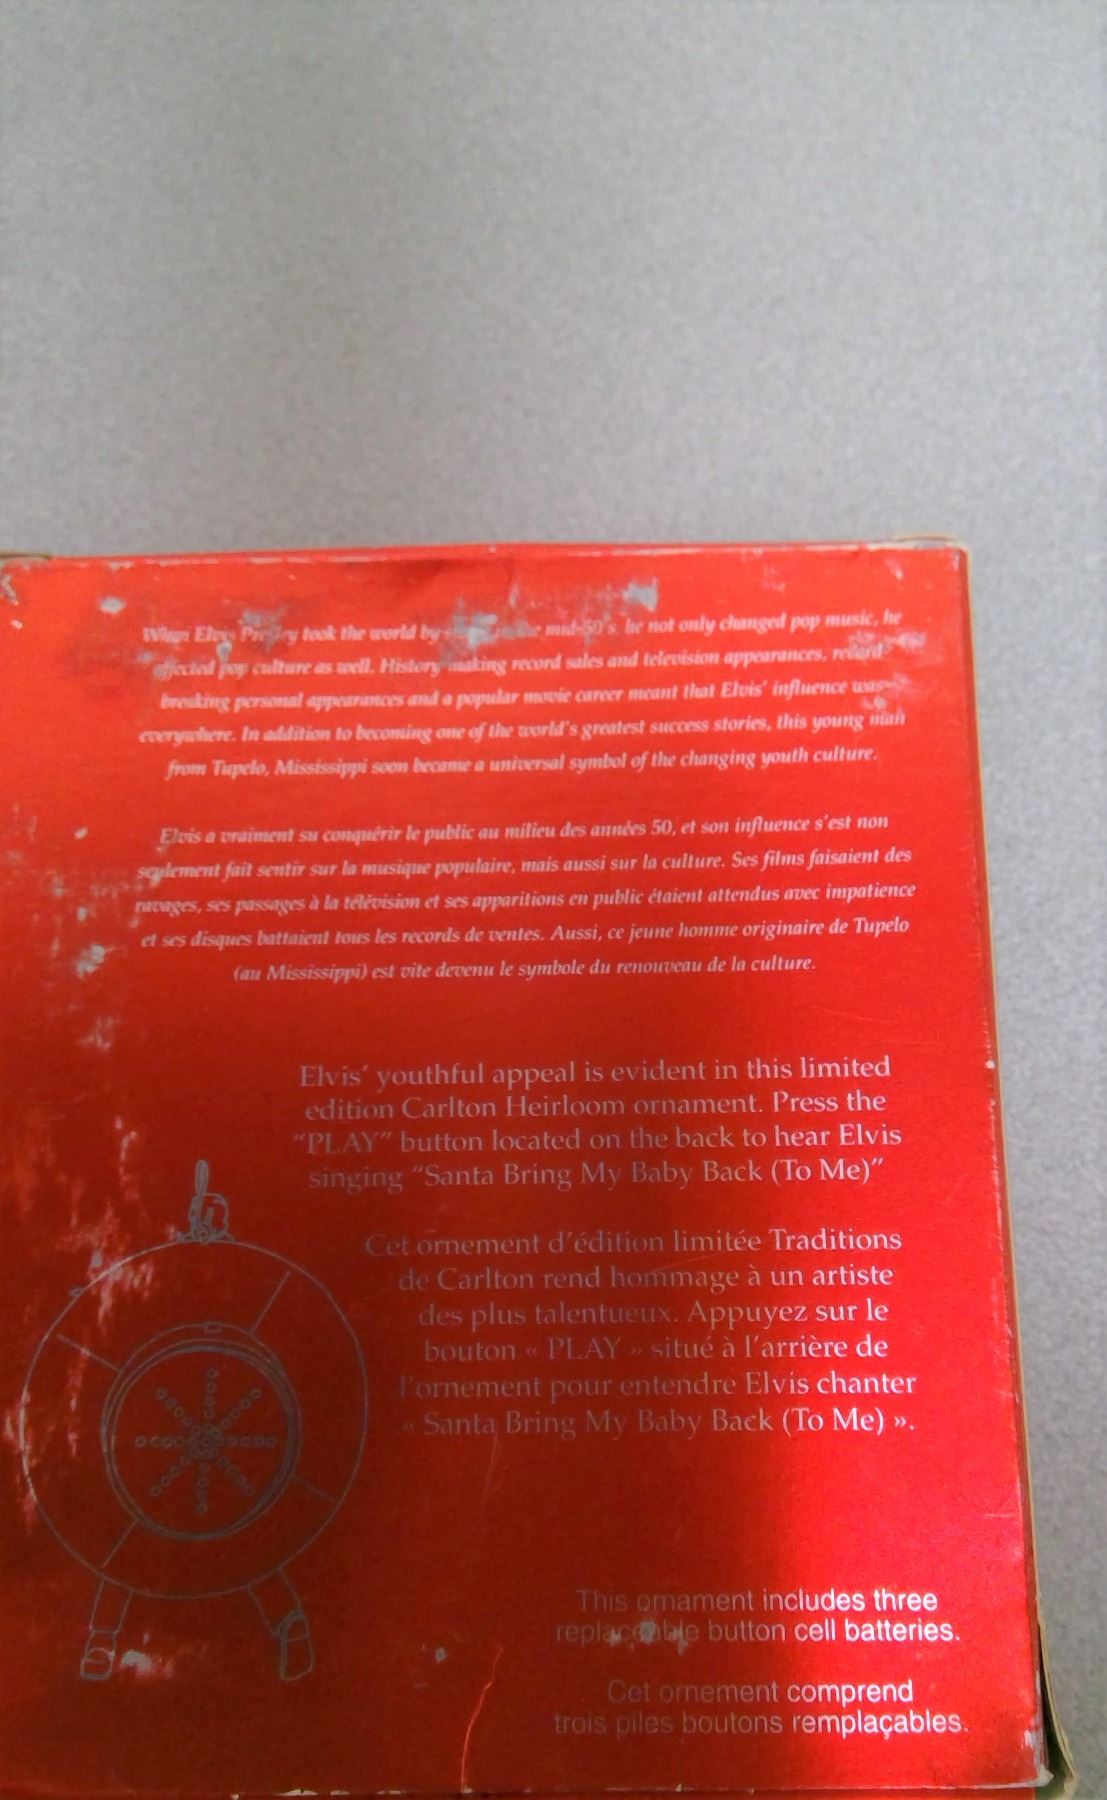 When Elvis Presley took the world by in the mid-50's, he not only changed pop music, he
affected pop culture as well. History making record sales and television appearances, record
breaking personal appearances and a popular movie career meant that Elvis' influence was
everywhere. In addition to becoming one of the world's greatest success stories, this young man
from Tupelo, Mississippi soon became a universal symbol of the changing youth culture.
Elvis a vraiment su conquérir le public au milieu des années 50, et son influence s'est non
seulement fait sentir sur la musique populaire, mais aussi sur la culture. Ses films faisaient des
ravages, ses passages à la télévision et ses apparitions en public étaient attendus avec impatience
et ses disques battaient tous les records de ventes. Aussi, ce jeune homme originaire de Tupelo
(au Mississippi) est vite devenu le symbole du renouveau de la culture.
Elvis' youthful appeal is evident in this limited
edition Carlton Heirloom ornament. Press the
"PLAY" button located on the back to hear Elvis
singing "Santa Bring My Baby Back (To Me)"
Cet ornement d'édition limitée Traditions
de Carlton rend hommage à un artiste
des plus talentueux. Appuyez sur le
bouton « PLAY » situé à l'arrière de
l'ornement pour entendre Elvis chanter
« Santa Bring My Baby Back (To Me) ».
This ornament includes three
replaceable button cell batteries.
Cet ornement comprend
trois piles boutons remplaçables.